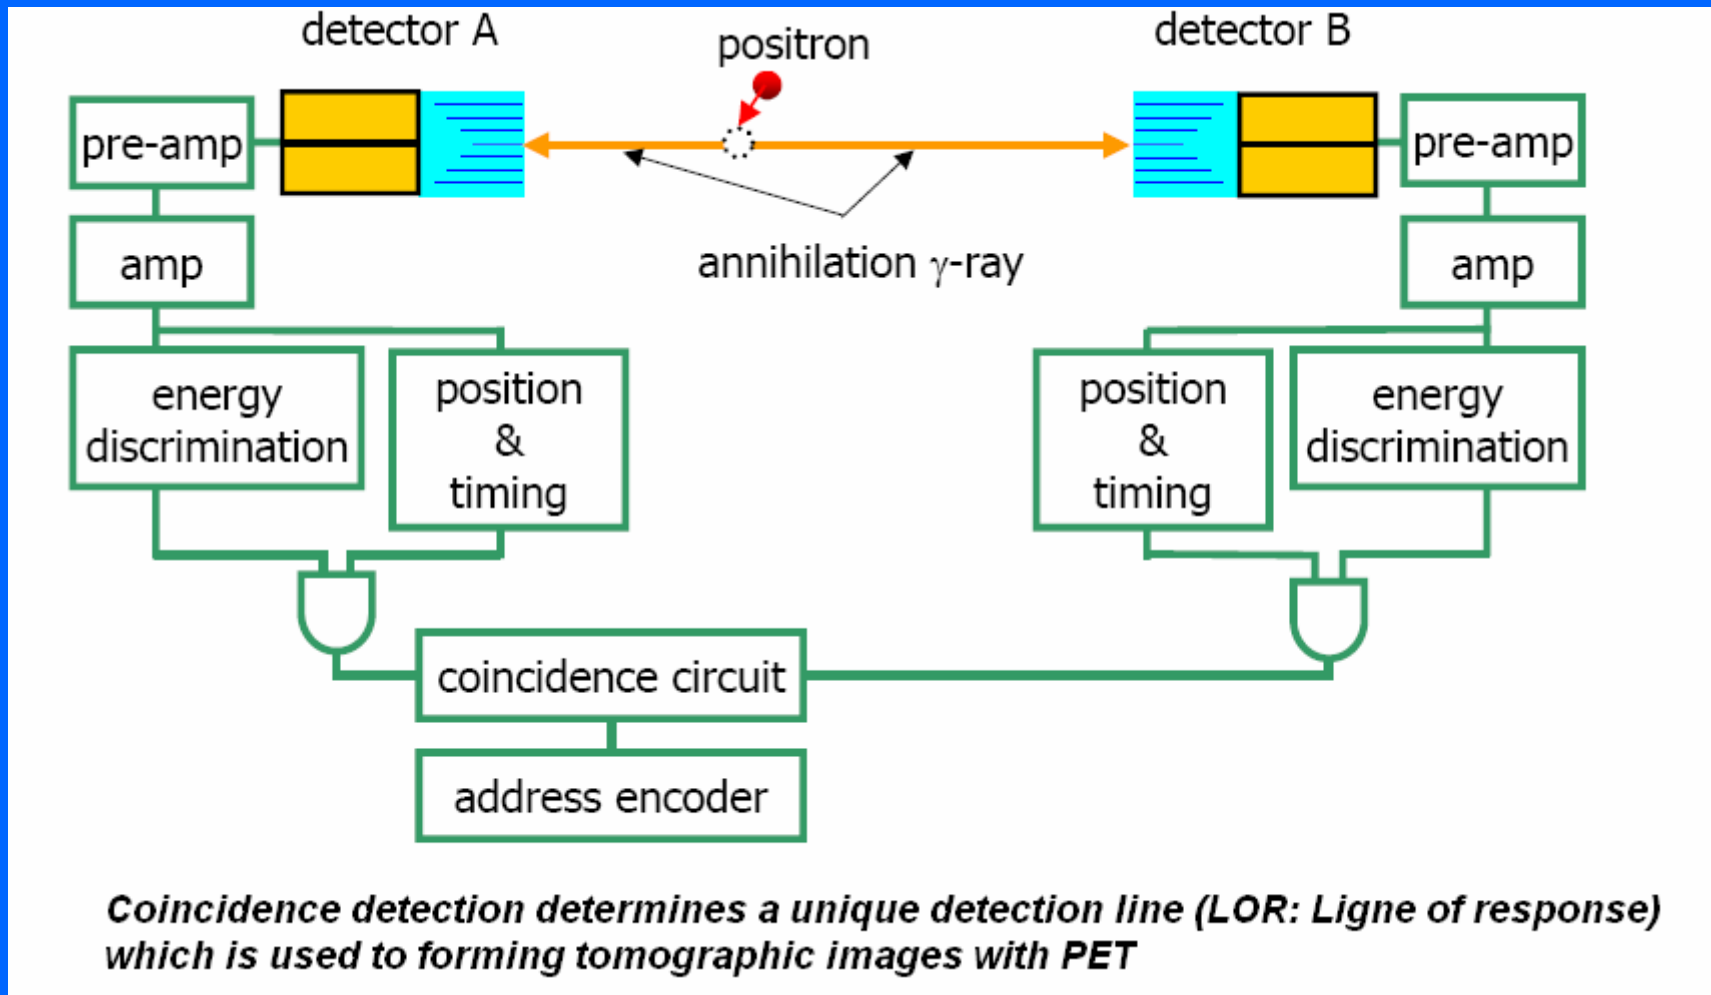 detector A
positron
detector B
pre-amp
pre-amp
amp
annihilation γ-ray
amp
energy
discrimination
position
&
timing
position
&
timing
energy
discrimination
coincidence circuit
address encoder
Coincidence detection determines a unique detection line (LOR: Ligne of response)
which is used to forming tomographic images with PET